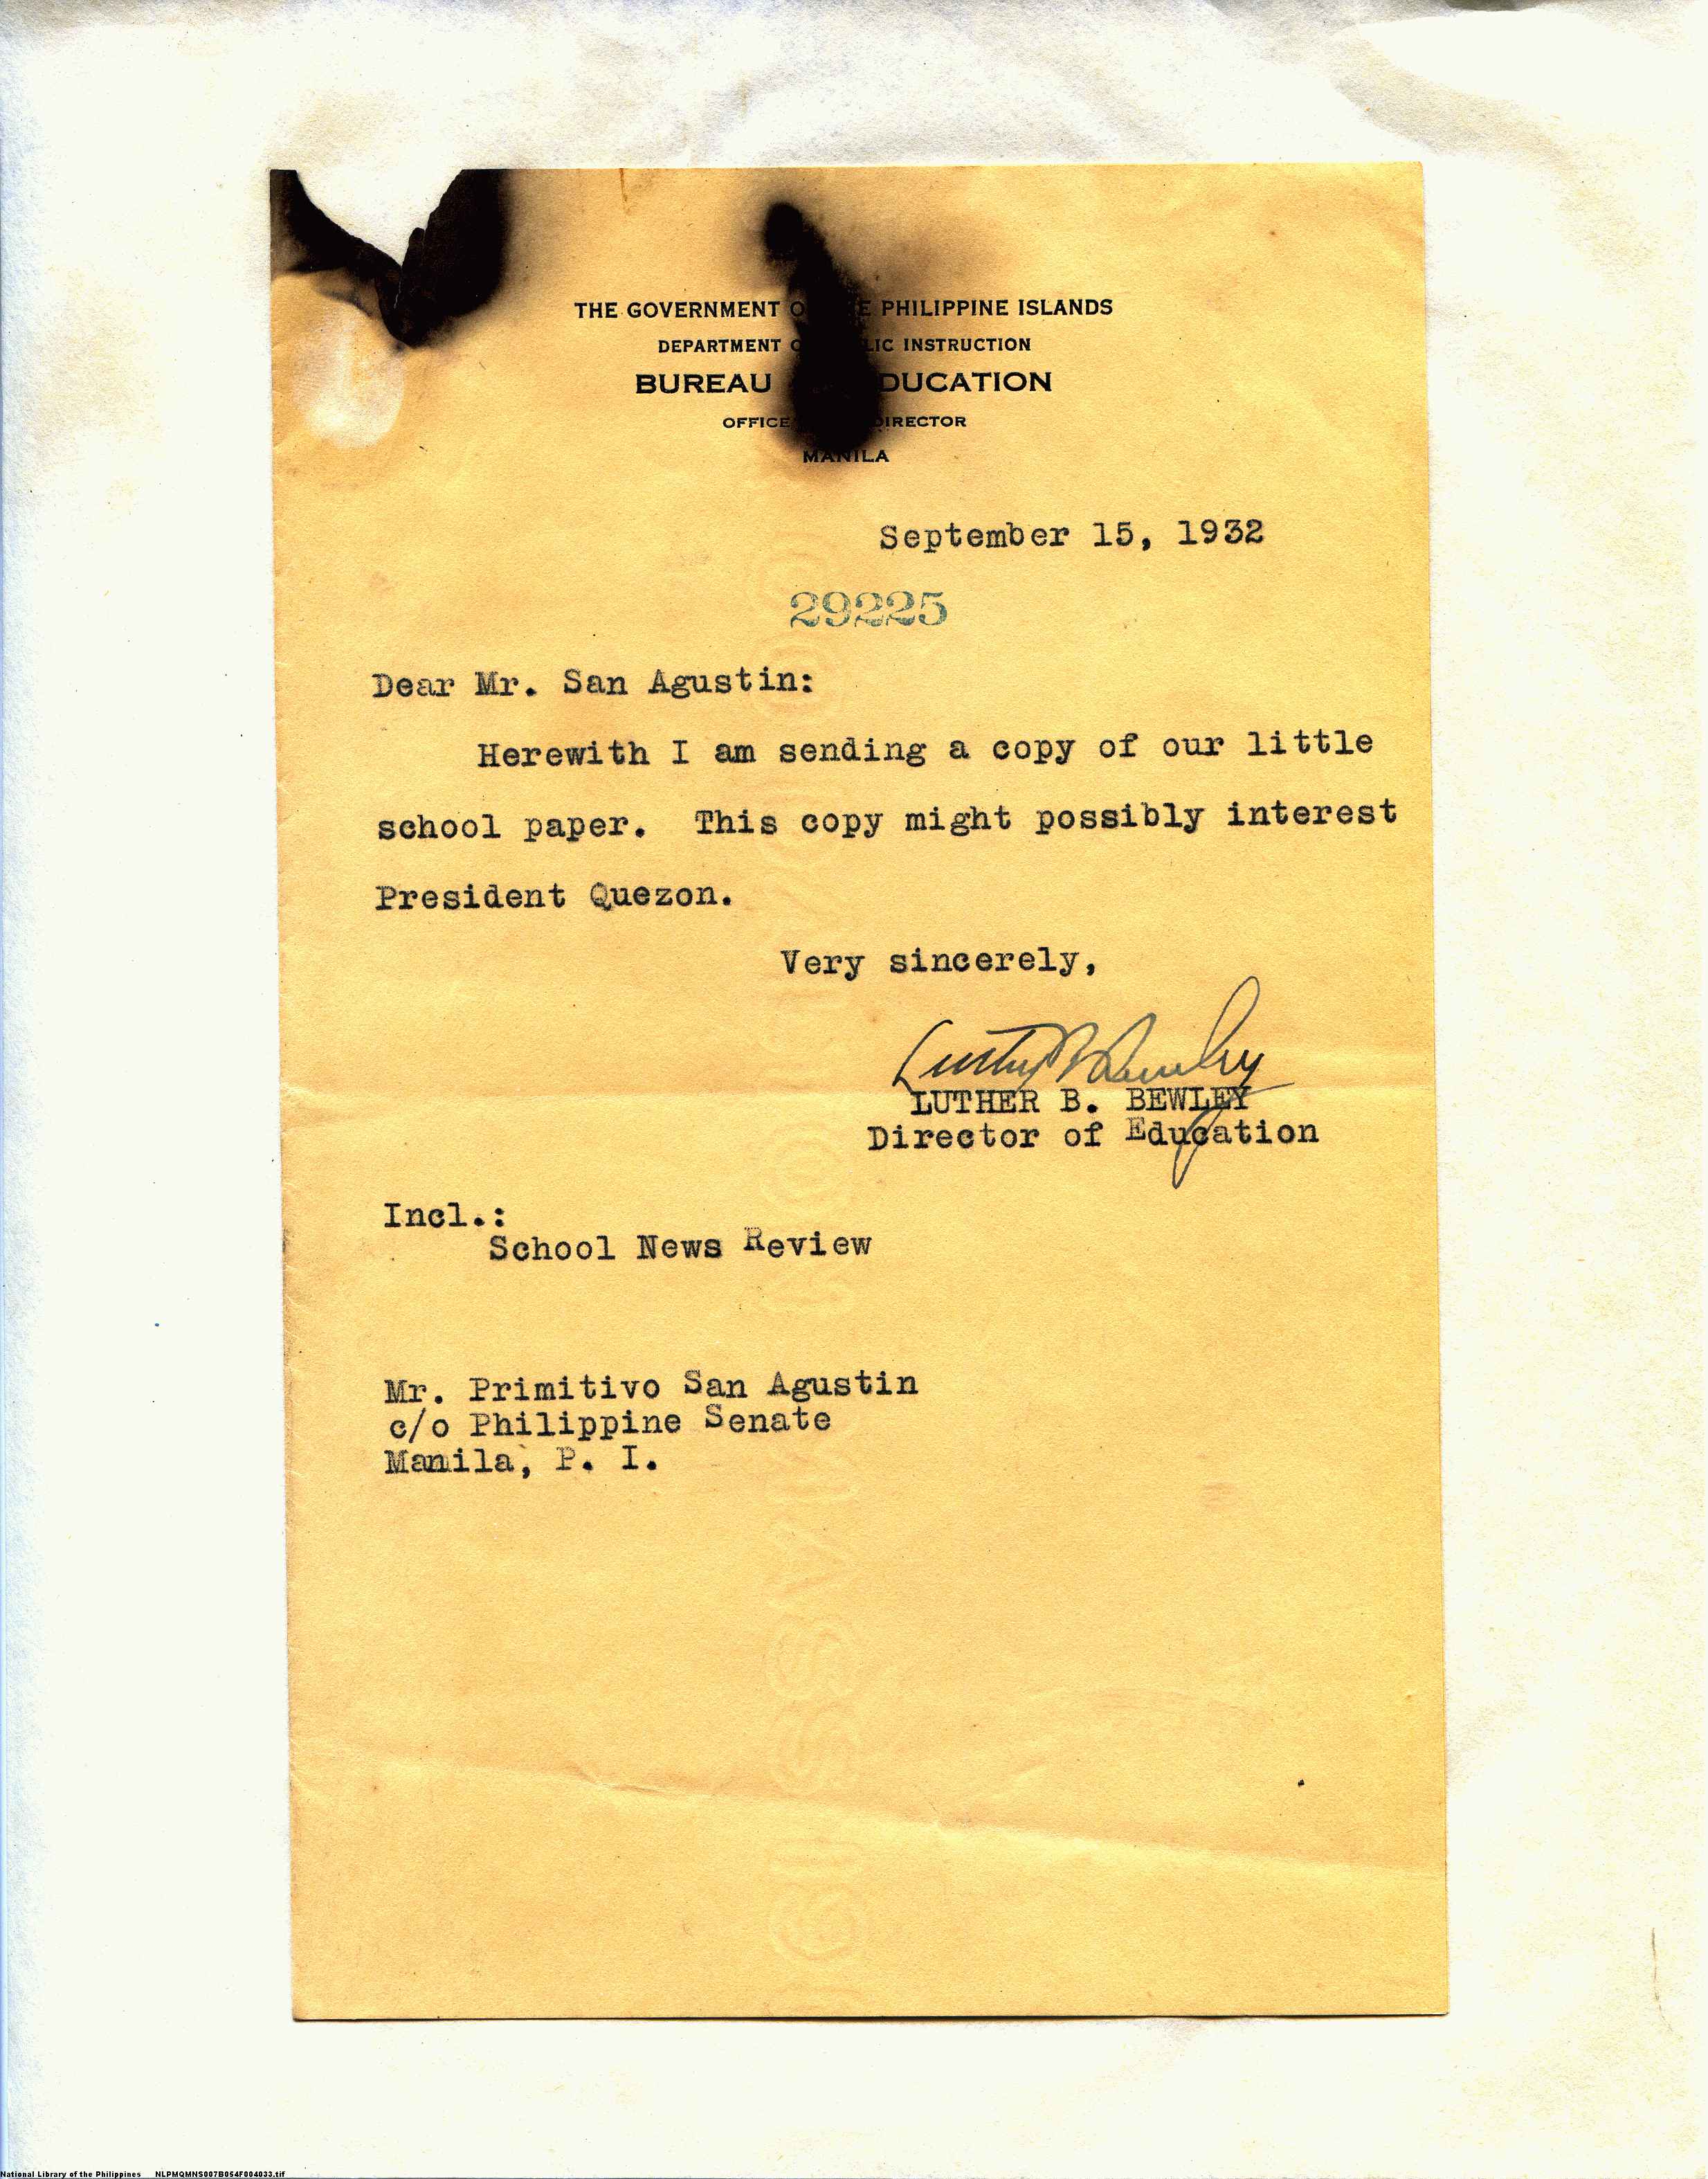 THE GOVERNMENT O E PHILIPPINE ISLANDS
DEPARTMENT O LIC INSTRUCTION
BUREAU DUCATION
OFFICE DIRECTOR
MANILA
September 15, 1932
29225
Dear Mr. San Agustin:
Herewith I am sending a copy of our little
school paper. This copy might possibly interest
President Quezon.
Very sincerely,
Luther B. Bewley
LUTHER B. BEWLEY
Director of Education
Incl.:
School News Review
Mr. Primitivo San Agustin
c/o Philippine Senate
Manila, P. I.
National Library of the Philippines NLPMQMNS007B054F004033.tif